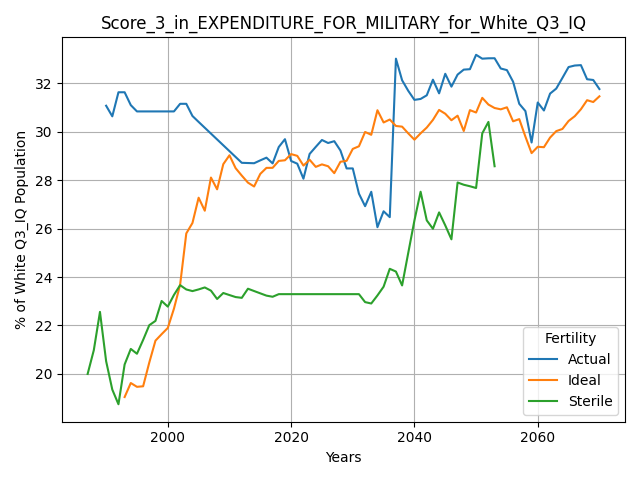 Score_3_in_EXPENDITURE_FOR_MILITARY_for_White_Q3_IQ
% of White Q3_IQ Population
32
30
28
26
24
22
20
2000
2020
2040
2060
Years
Fertility
Actual
Ideal
Sterile